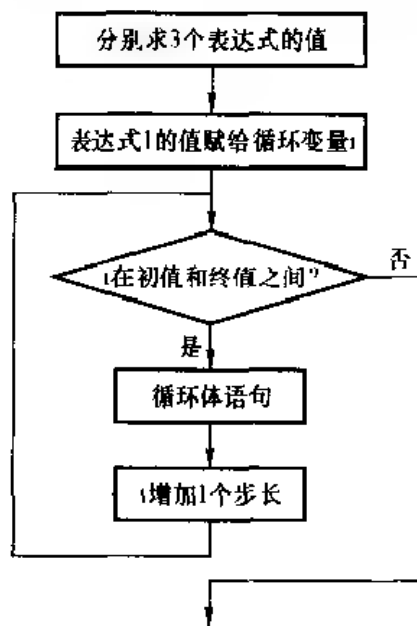 分别求3个表达式的值
表达式1的值赋给循环变量i
i在初值和终值之间?
否
是
循环体语句
i增加1个步长